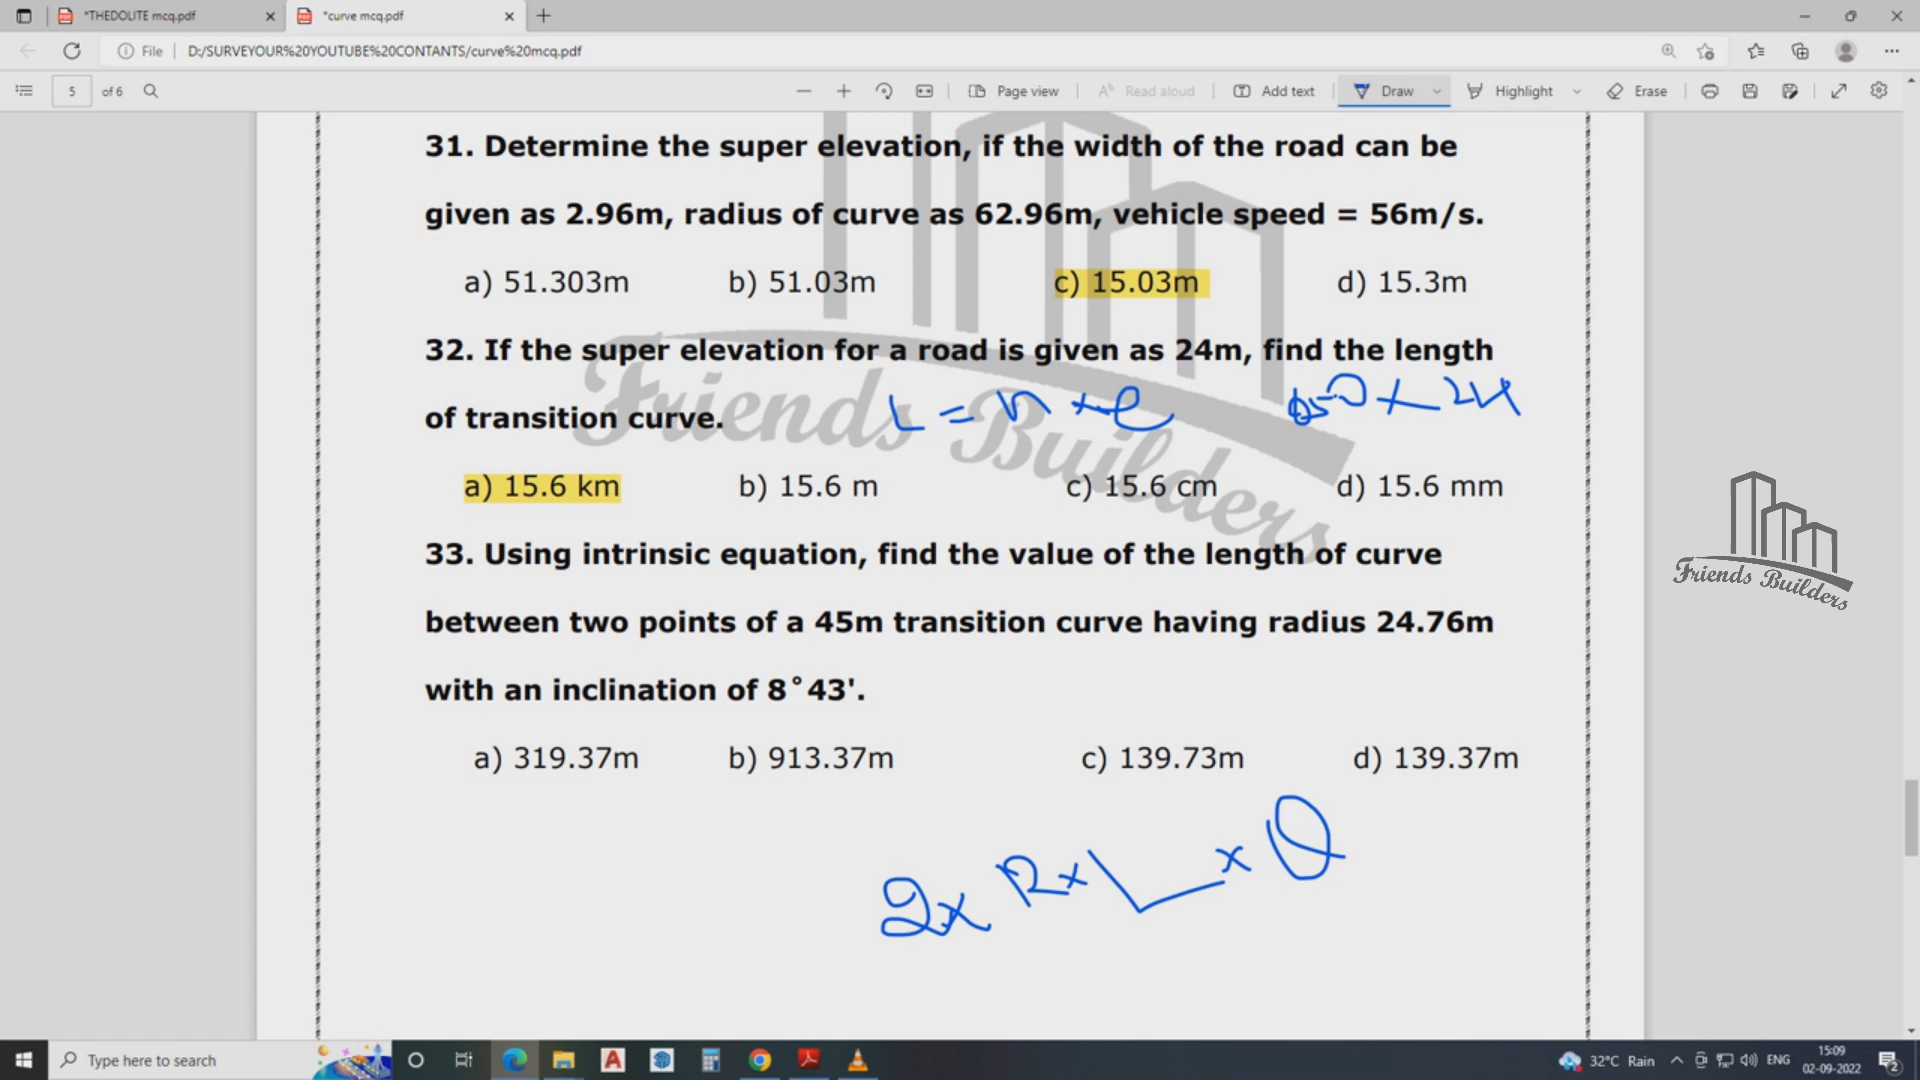 *THEDOLITE mcq.pdf
*curve mcq.pdf
File
D:/SURVEYOUR%20YOUTUBE%20CONTANTS/curve%20mcq.pdf
5 of 6
Page view
Read aloud
Add text
Draw
Highlight
Erase
31. Determine the super elevation, if the width of the road can be
given as 2.96m, radius of curve as 62.96m, vehicle speed = 56m/s.
a) 51.303m b) 51.03m c) 15.03m d) 15.3m
32. If the super elevation for a road is given as 24m, find the length
of transition curve. L = n × e × 24
a) 15.6 km b) 15.6 m c) 15.6 cm d) 15.6 mm
33. Using intrinsic equation, find the value of the length of curve
between two points of a 45m transition curve having radius 24.76m
with an inclination of 8°43'.
a) 319.37m b) 913.37m c) 139.73m d) 139.37m
2 × R × L × Q
Friends Builders
Friends Builders
Type here to search
32°C Rain
ENG
15:09
02-09-2022
2